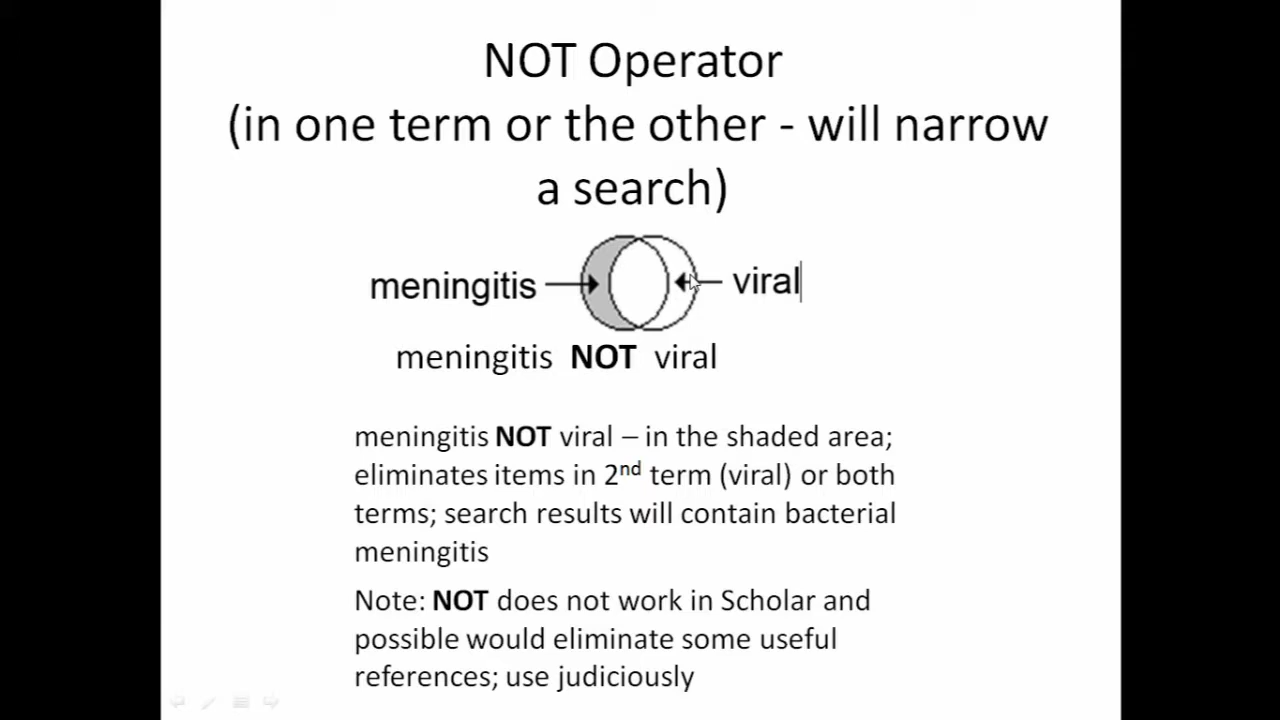 NOT Operator
(in one term or the other - will narrow
a search)
meningitis viral
meningitis NOT viral
meningitis NOT viral – in the shaded area;
eliminates items in 2nd term (viral) or both
terms; search results will contain bacterial
meningitis
Note: NOT does not work in Scholar and
possible would eliminate some useful
references; use judiciously